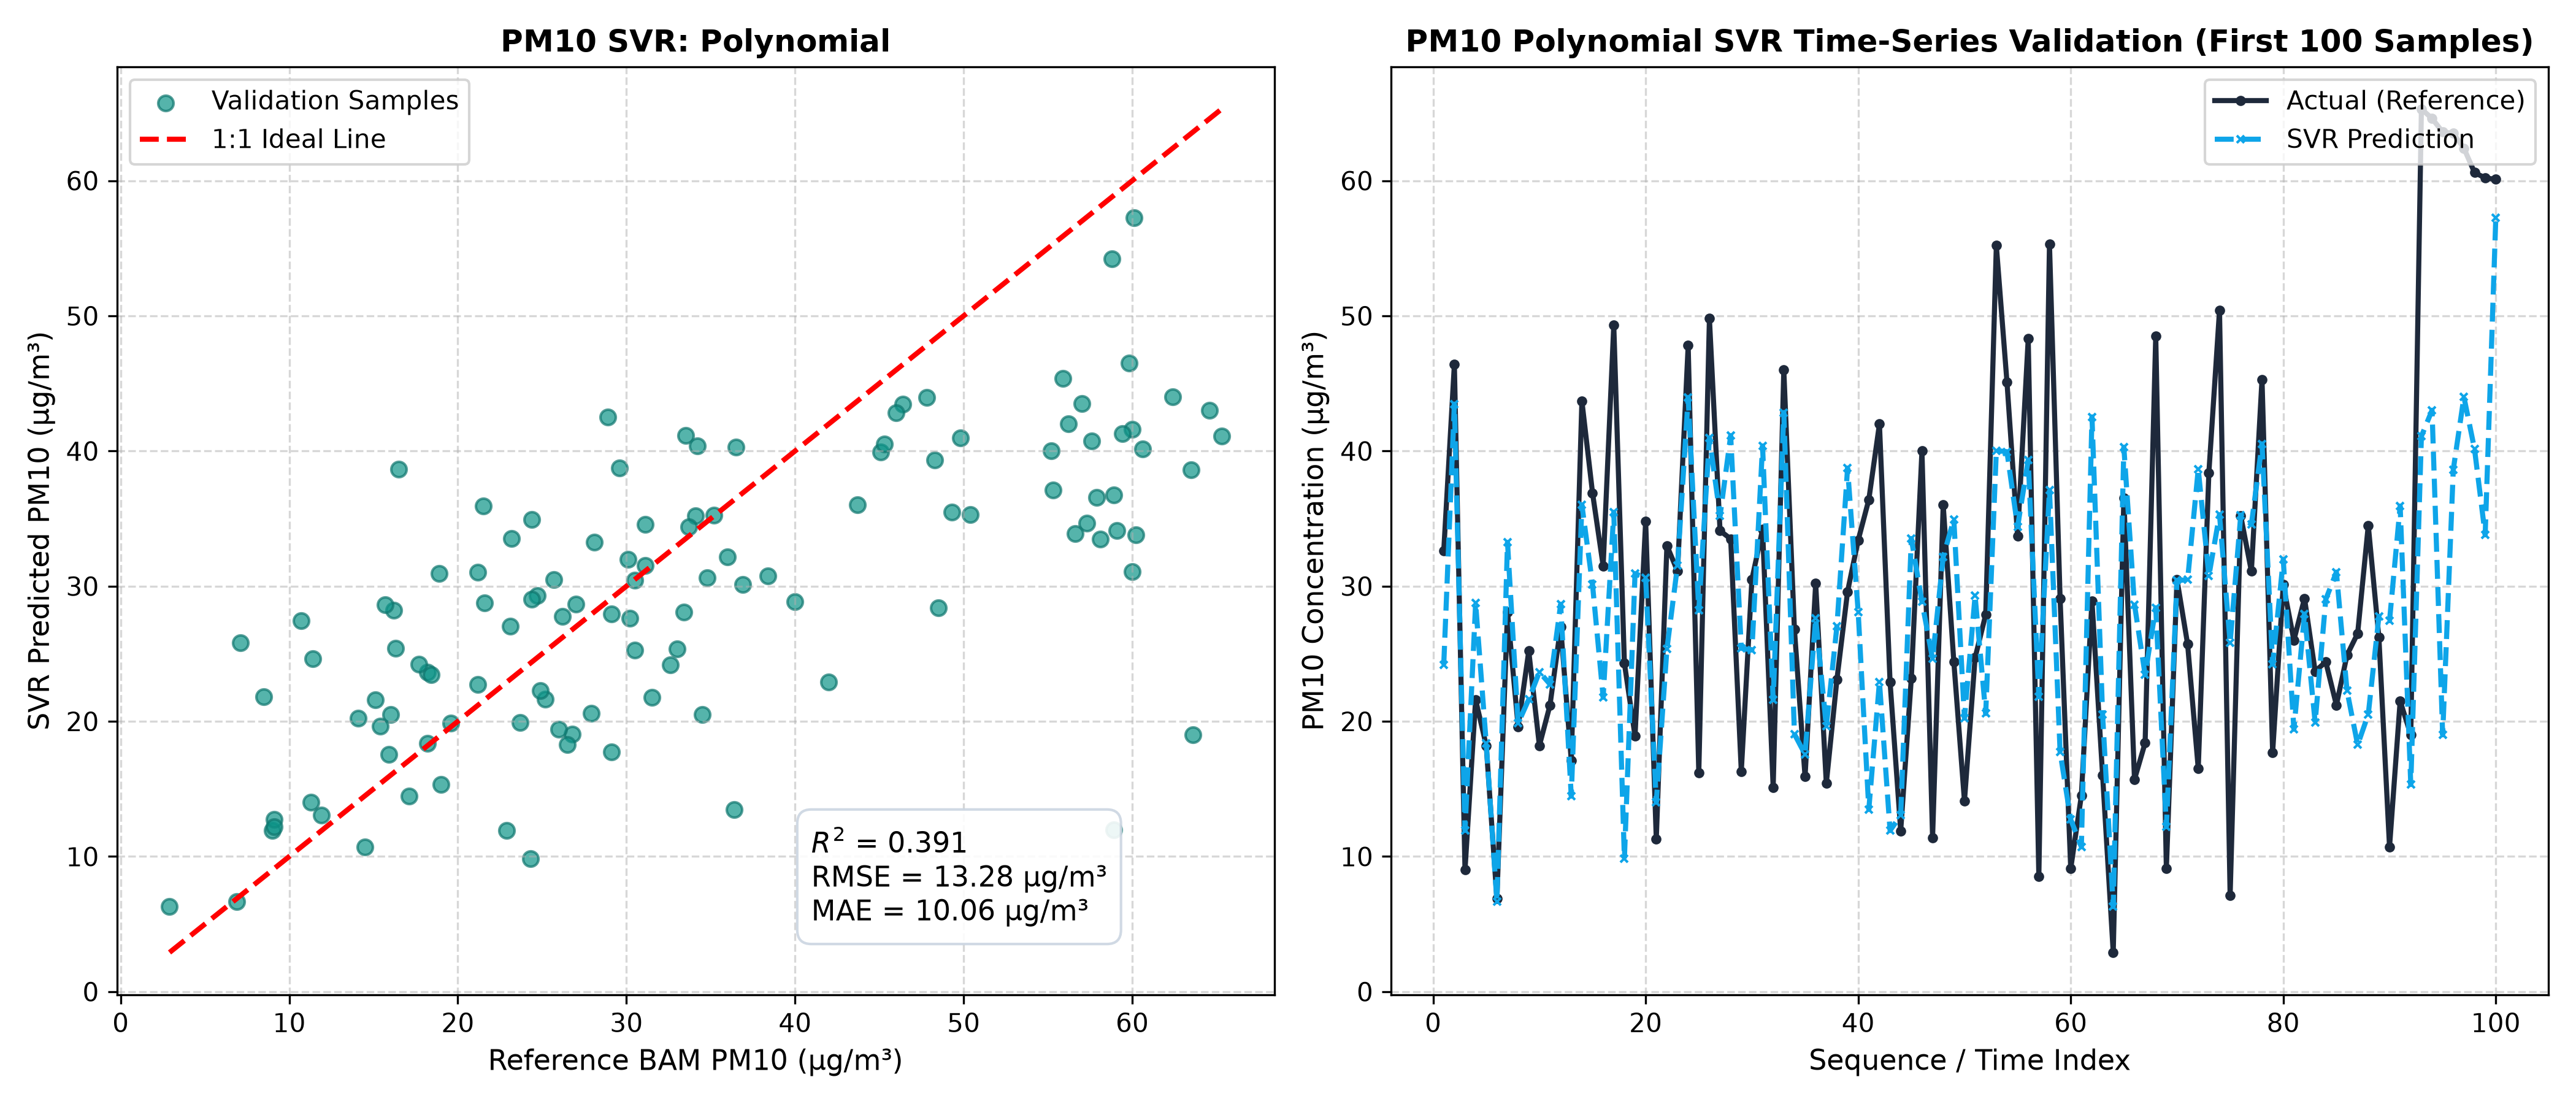 PM10 SVR: Polynomial
Validation Samples
1:1 Ideal Line
SVR Predicted PM10 (µg/m³)
60
50
40
30
20
10
0
R² = 0.391
RMSE = 13.28 µg/m³
MAE = 10.06 µg/m³
0 10 20 30 40 50 60
Reference BAM PM10 (µg/m³)
PM10 Polynomial SVR Time-Series Validation (First 100 Samples)
Actual (Reference)
SVR Prediction
PM10 Concentration (µg/m³)
60
50
40
30
20
10
0
0 20 40 60 80 100
Sequence / Time Index